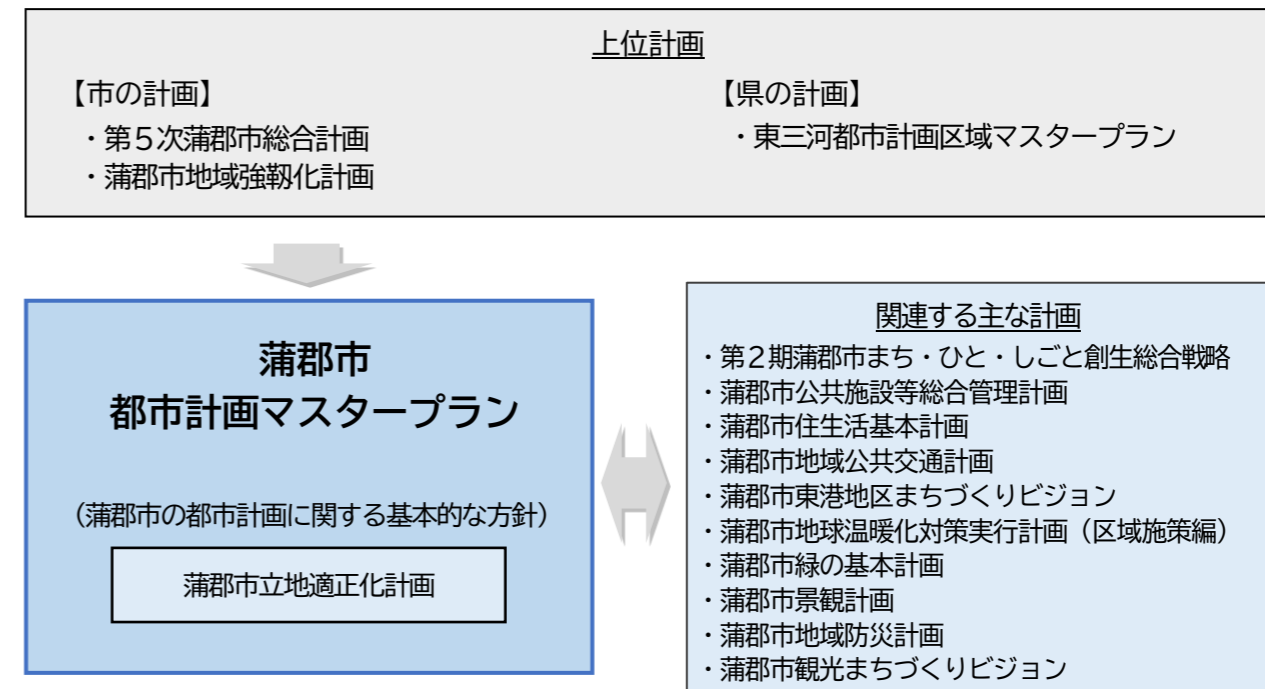 上位計画
【市の計画】
・第５次蒲郡市総合計画
・蒲郡市地域強靱化計画
【県の計画】
・東三河都市計画区域マスタープラン
蒲郡市
都市計画マスタープラン
（蒲郡市の都市計画に関する基本的な方針）
蒲郡市立地適正化計画
関連する主な計画
・第２期蒲郡市まち・ひと・しごと創生総合戦略
・蒲郡市公共施設等総合管理計画
・蒲郡市住生活基本計画
・蒲郡市地域公共交通計画
・蒲郡市東港地区まちづくりビジョン
・蒲郡市地球温暖化対策実行計画（区域施策編）
・蒲郡市緑の基本計画
・蒲郡市景観計画
・蒲郡市地域防災計画
・蒲郡市観光まちづくりビジョン